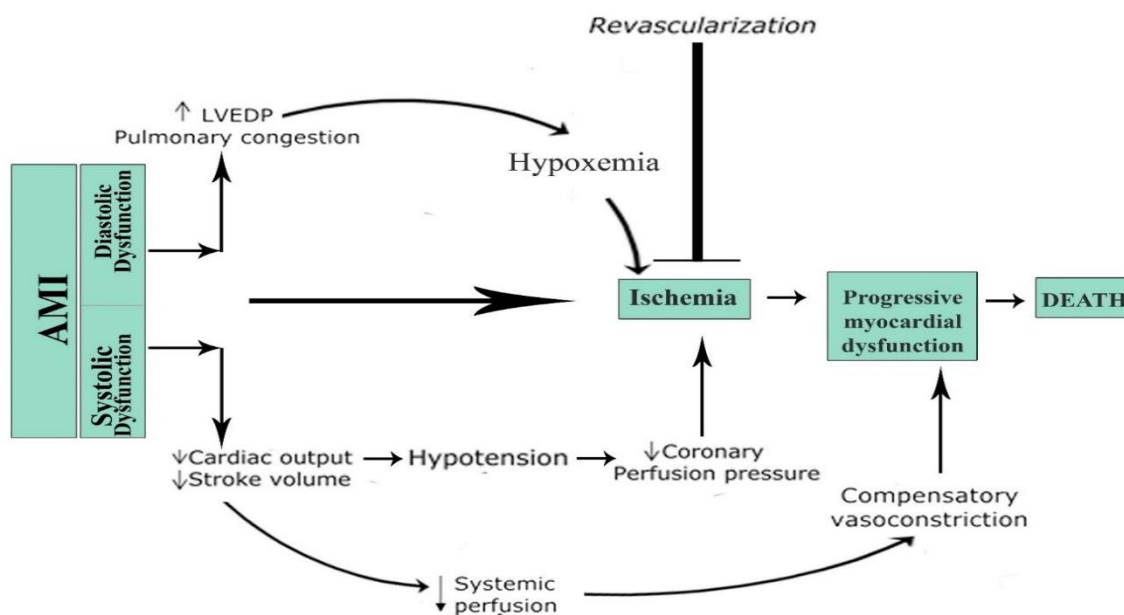 Revascularization
↑ LVEDP
Pulmonary congestion
Hypoxemia
AMI
Diastolic
Dysfunction
Systolic
Dysfunction
Ischemia
Progressive
myocardial
dysfunction
DEATH
↓Cardiac output
↓Stroke volume
Hypotension
↓Coronary
Perfusion pressure
Compensatory
vasoconstriction
↓ Systemic
perfusion